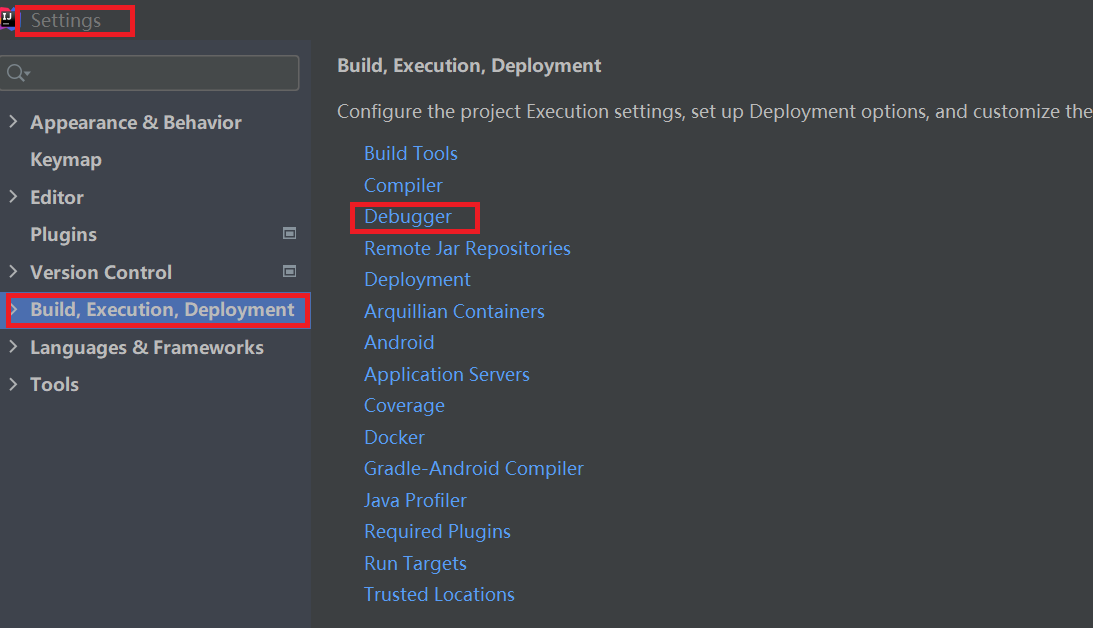 IJ
Settings
Build, Execution, Deployment
Configure the project Execution settings, set up Deployment options, and customize the
Appearance & Behavior
Keymap
Editor
Plugins
Version Control
Build, Execution, Deployment
Languages & Frameworks
Tools
Build Tools
Compiler
Debugger
Remote Jar Repositories
Deployment
Arquillian Containers
Android
Application Servers
Coverage
Docker
Gradle-Android Compiler
Java Profiler
Required Plugins
Run Targets
Trusted Locations